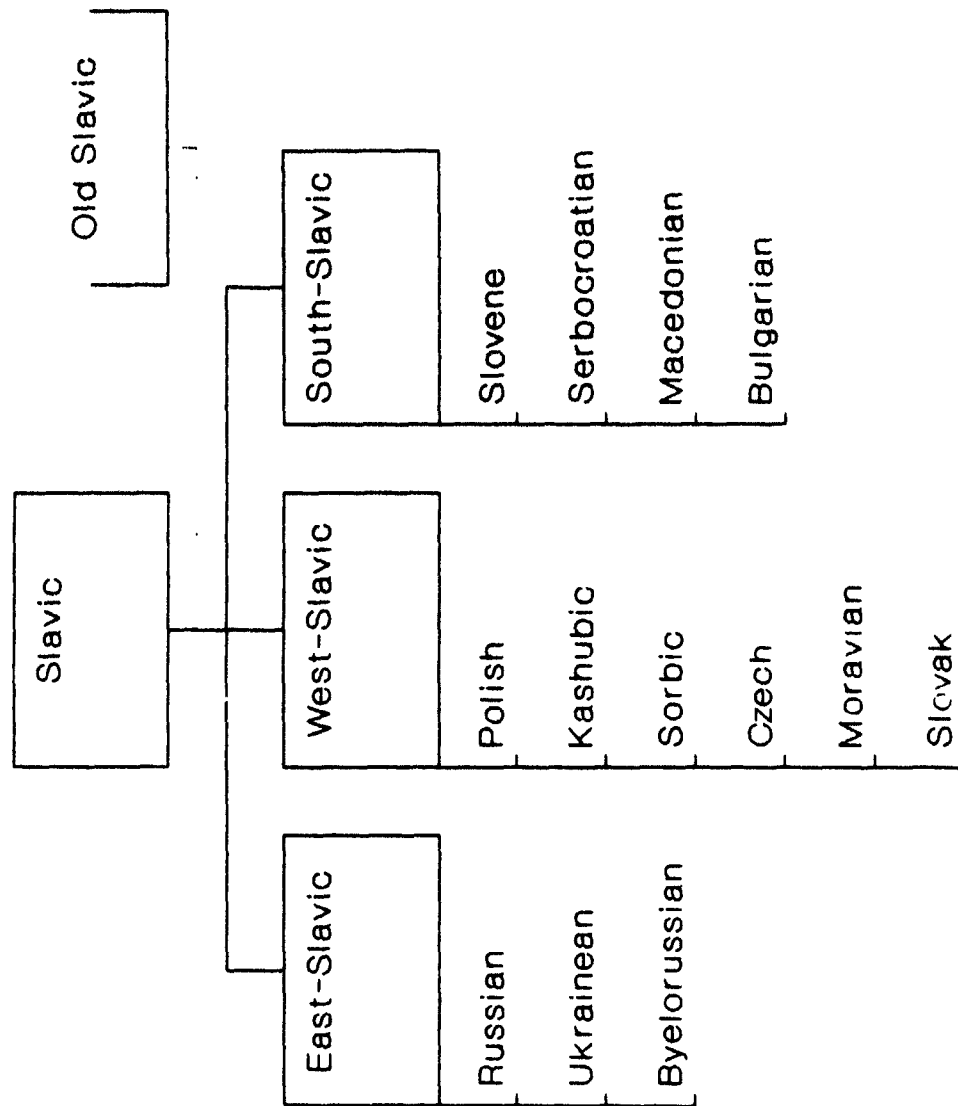 Slavic
Old Slavic
East-Slavic
Russian
Ukrainean
Byelorussian
West-Slavic
Polish
Kashubic
Sorbic
Czech
Moravian
Slovak
South-Slavic
Slovene
Serbocroatian
Macedonian
Bulgarian